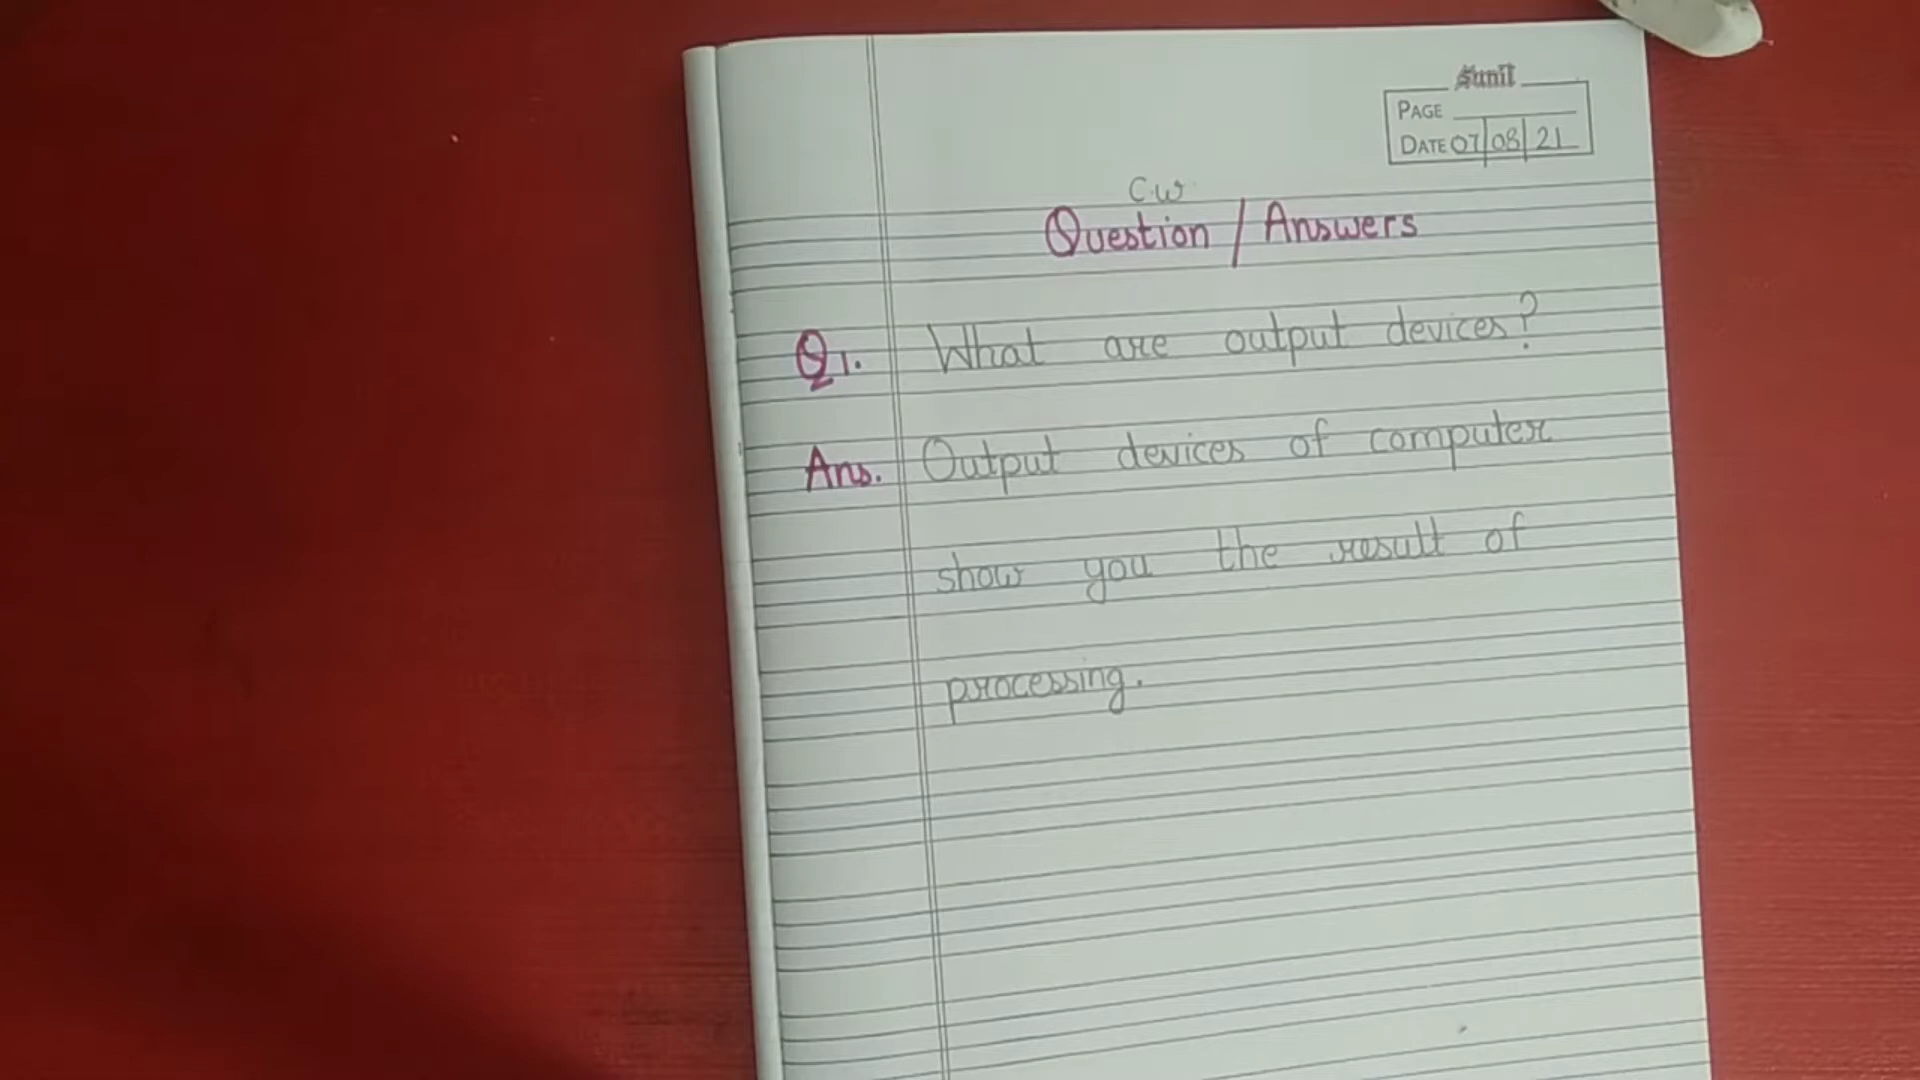 Sunil
PAGE
DATE 07/08/21
C.W.
Question / Answers
Q1. What are output devices?
Ans. Output devices of computer
show you the result of
processing.